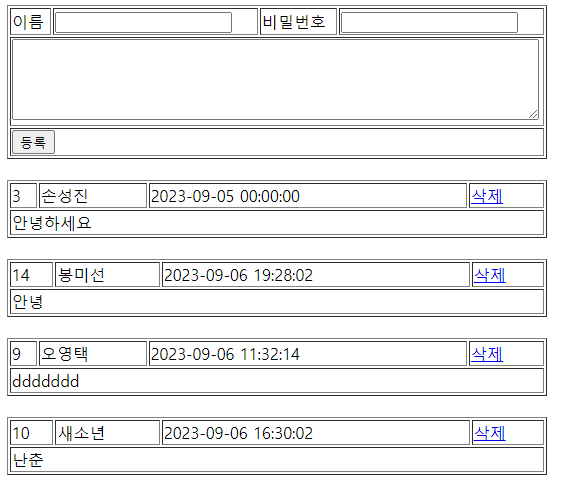 이름 비밀번호
등록
3 손성진 2023-09-05 00:00:00 삭제
안녕하세요
14 봉미선 2023-09-06 19:28:02 삭제
안녕
9 오영택 2023-09-06 11:32:14 삭제
ddddddd
10 새소년 2023-09-06 16:30:02 삭제
난춘